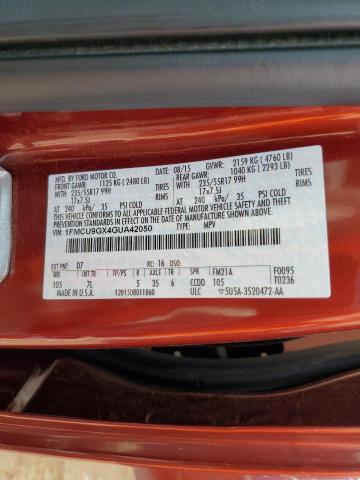 MFD. BY FORD MOTOR CO.
DATE: 08/15 GVWR: 2159 KG ( 4760 LB)
FRONT GAWR: 1125 KG ( 2480 LB) REAR GAWR: 1040 KG ( 2293 LB)
WITH 235/55R17 99H TIRES WITH 235/55R17 99H TIRES
17x7.5J RIMS 17x7.5J RIMS
AT 240 kPa/ 35 PSI COLD AT 240 kPa/ 35 PSI COLD
THIS VEHICLE CONFORMS TO ALL APPLICABLE FEDERAL MOTOR VEHICLE
SAFETY, BUMPER, AND THEFT PREVENTION STANDARDS IN EFFECT
ON THE DATE OF MANUFACTURE SHOWN ABOVE.
VIN: 1FMCU9GX4GUA42050
TYPE: MPV
EXT PNT: 07 RC: 16 DSO: F0095
WB INT TR TP/PS R AXLE TR SPR FM21A T0236
105 7L 5 35 6 CCDD 105
MADE IN U.S.A. 1201508011860 ULC 5U5A-3520472-AA